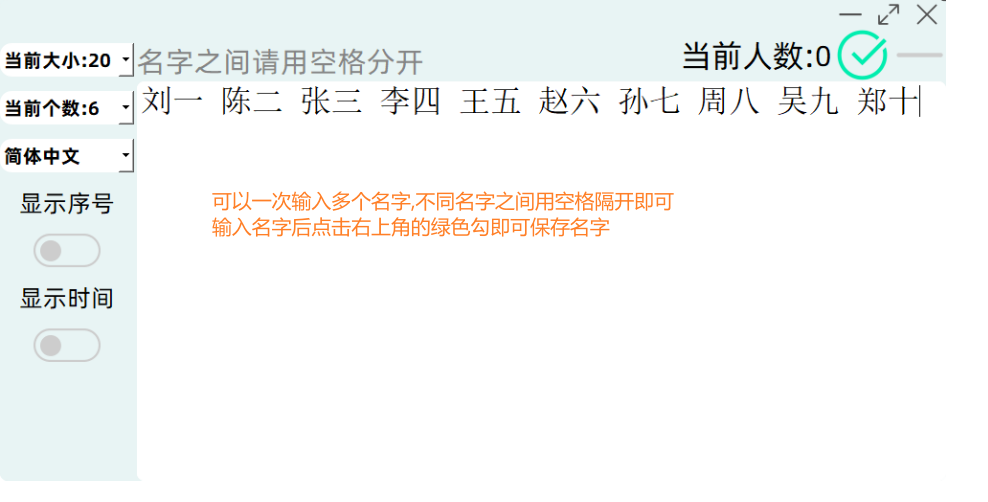 当前大小:20
名字之间请用空格分开
当前人数:0
当前个数:6
刘一 陈二 张三 李四 王五 赵六 孙七 周八 吴九 郑十
简体中文
显示序号
可以一次输入多个名字,不同名字之间用空格隔开即可
输入名字后点击右上角的绿色勾即可保存名字
显示时间